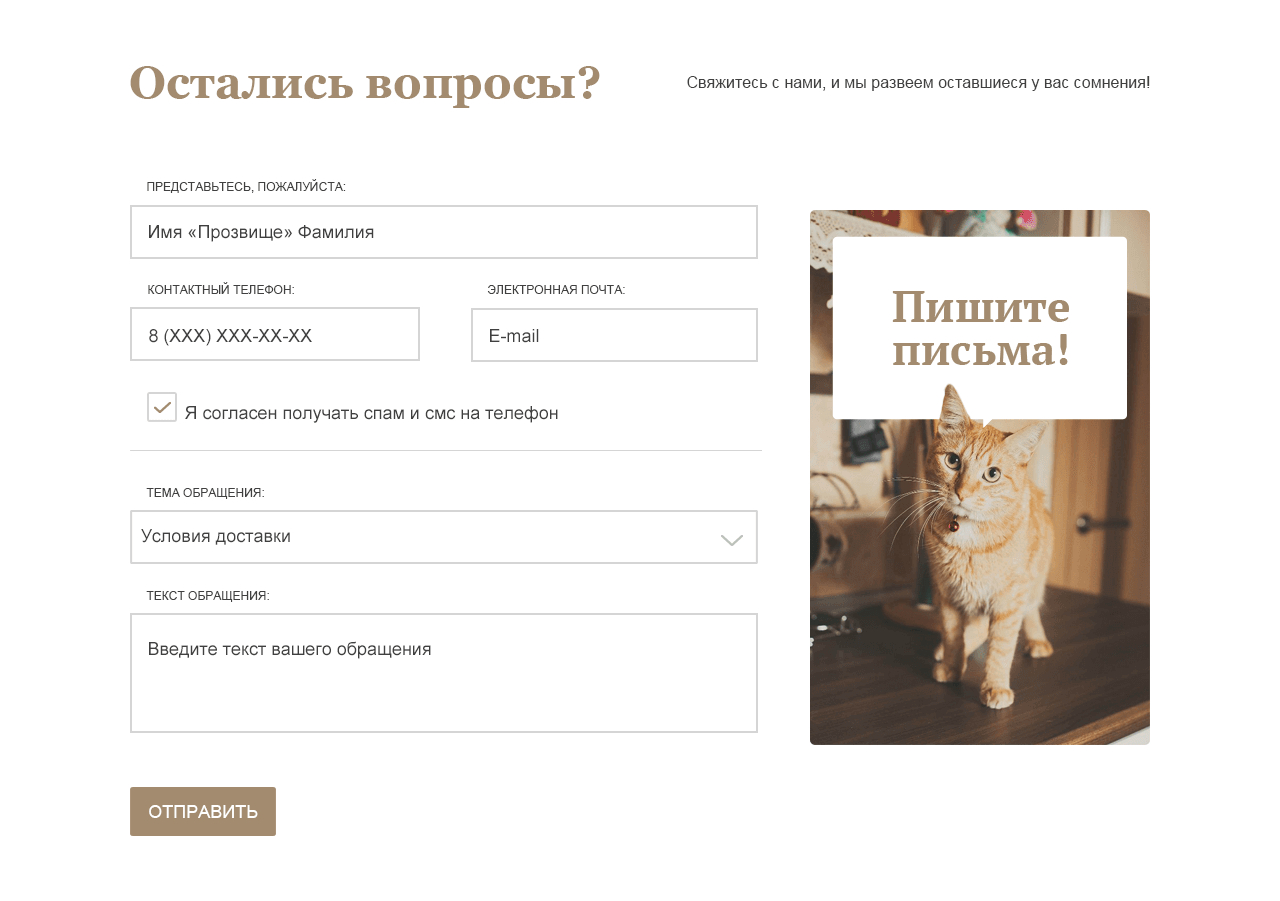 Остались вопросы?
Свяжитесь с нами, и мы развеем оставшиеся у вас сомнения!
ПРЕДСТАВЬТЕСЬ, ПОЖАЛУЙСТА:
Имя «Прозвище» Фамилия
КОНТАКТНЫЙ ТЕЛЕФОН:
ЭЛЕКТРОННАЯ ПОЧТА:
8 (XXX) XXX-XX-XX
E-mail
Я согласен получать спам и смс на телефон
ТЕМА ОБРАЩЕНИЯ:
Условия доставки
ТЕКСТ ОБРАЩЕНИЯ:
Введите текст вашего обращения
ОТПРАВИТЬ
Пишите
письма!